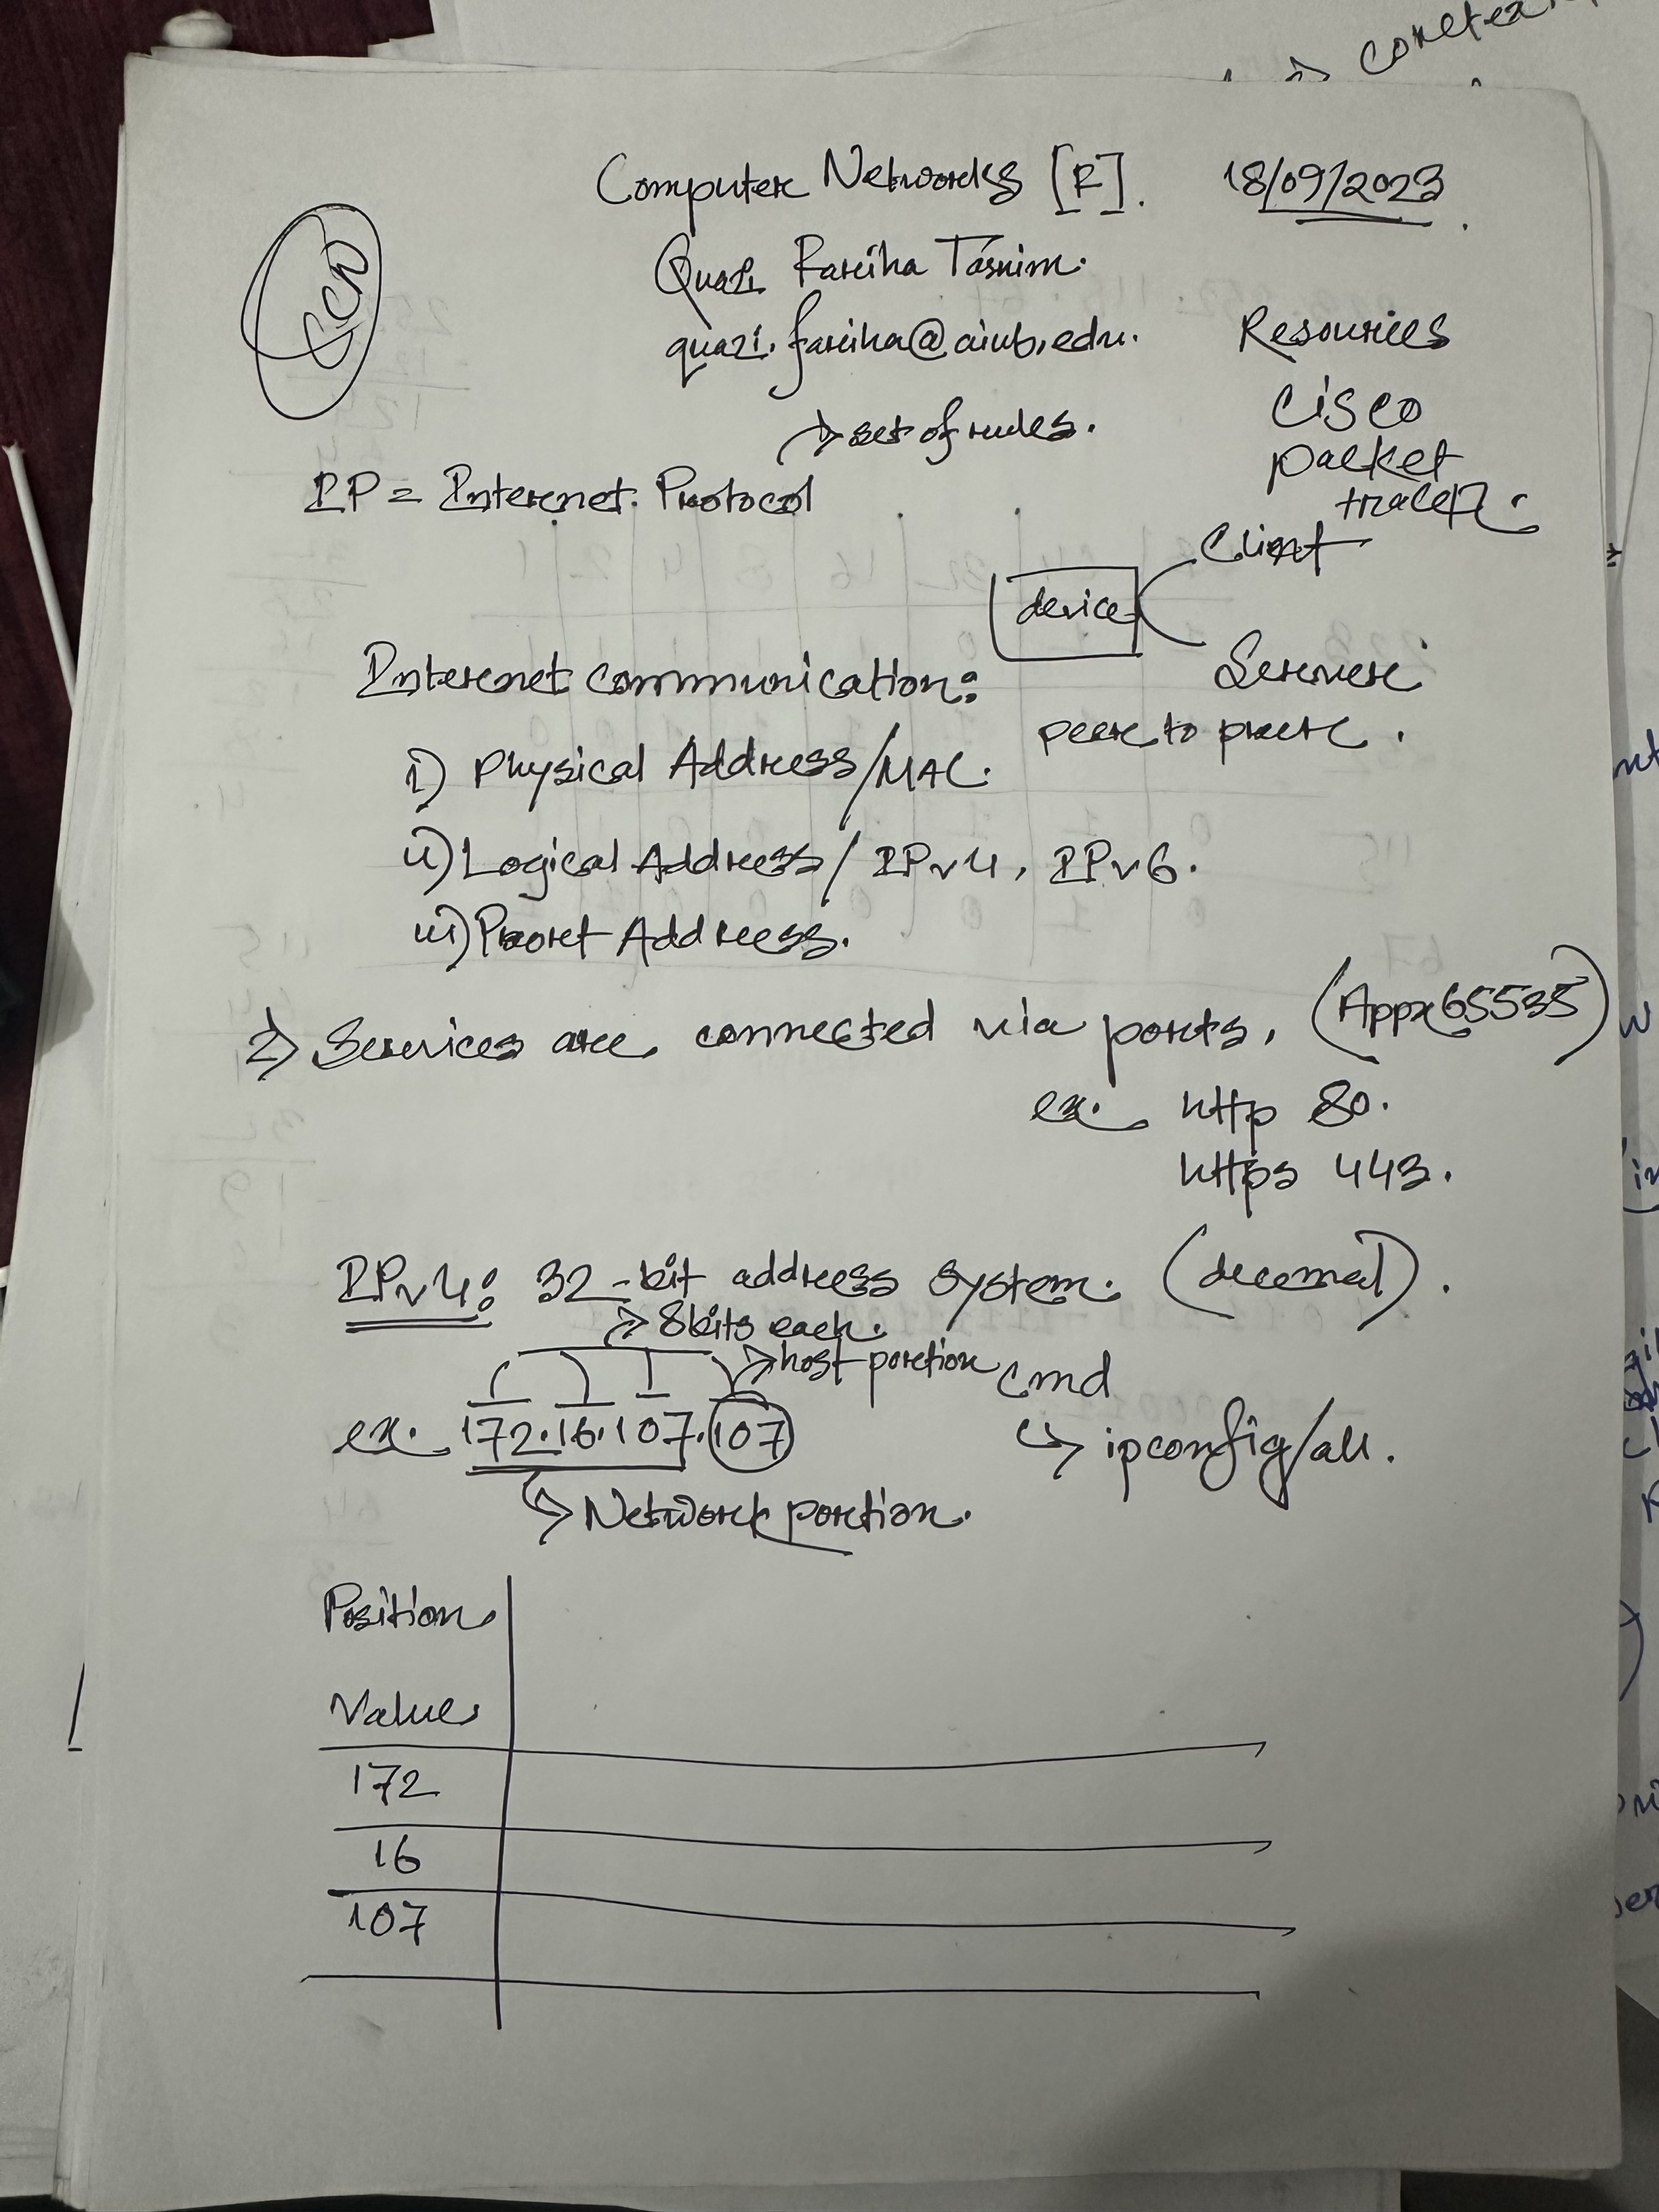 Computer Networks [R]. 18/09/2023
Quazi Fariha Tasnim.
quazi.fariha@aiub.edu.
Resources
Cisco
packet
tracer.
→ set of rules.
IP = Internet Protocol
device
Client
Server
peer to peer.
Internet communication:
i) Physical Address/MAC.
ii) Logical Address/IPv4, IPv6.
iii) Port Address.
2) Services are connected via ports. (Appx 65535)
ex. http 80.
https 443.
IPv4: 32-bit address system. (decemal).
→ 8bits each.
→ host portion
ex. 172.16.107.107
→ Network portion.
cmd
↳ ipconfig/all.
Position
Value
172
16
107